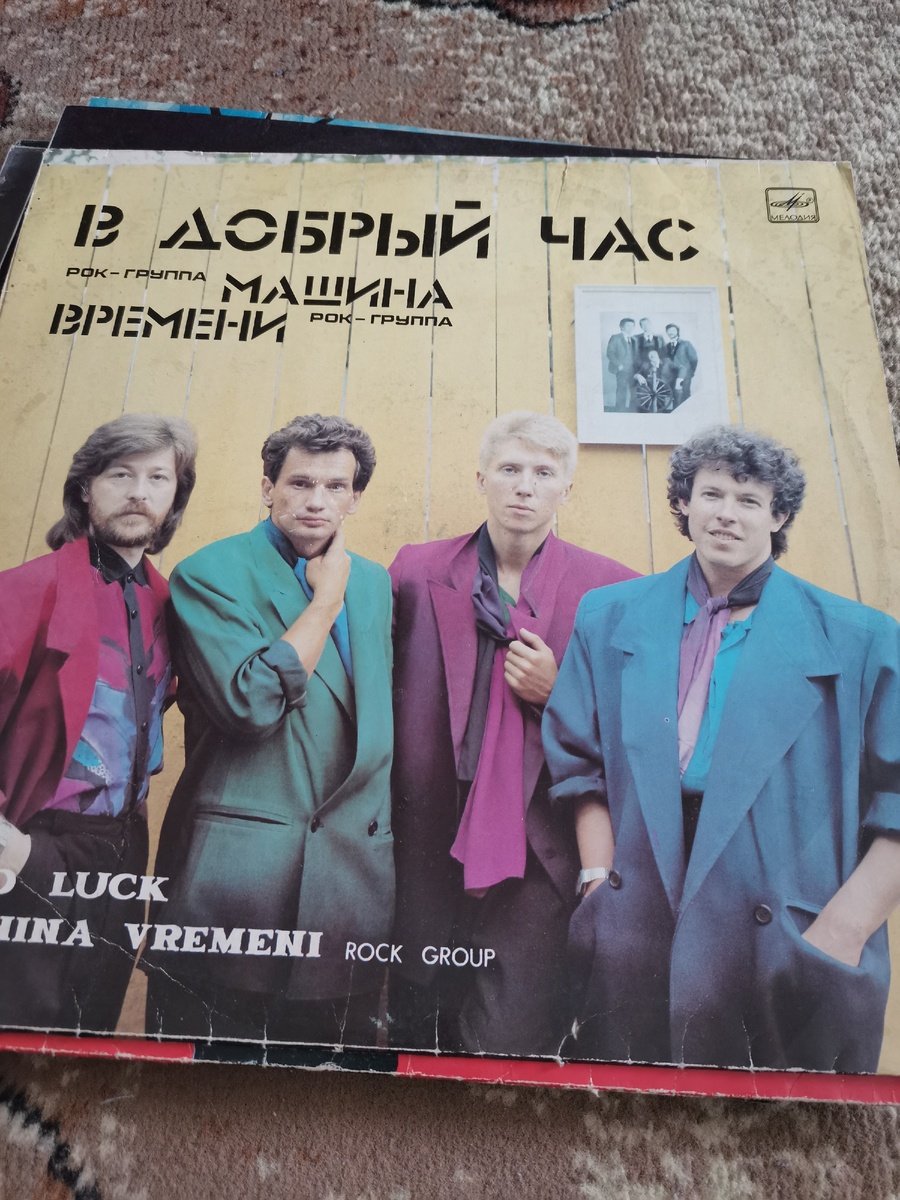 В ДОБРЫЙ ЧАС
МЕЛОДИЯ
РОК-ГРУППА МАШИНА
ВРЕМЕНИ РОК-ГРУППА
LUCK
VREMENI ROCK GROUP